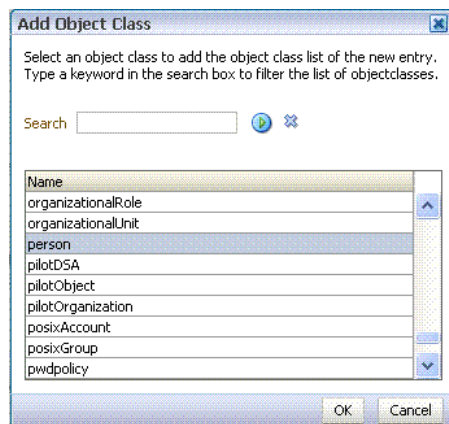 Add Object Class
Select an object class to add the object class list of the new entry.
Type a keyword in the search box to filter the list of objectclasses.
Search
Name
organizationalRole
organizationalUnit
person
pilotDSA
pilotObject
pilotOrganization
posixAccount
posixGroup
pwdpolicy
OK Cancel